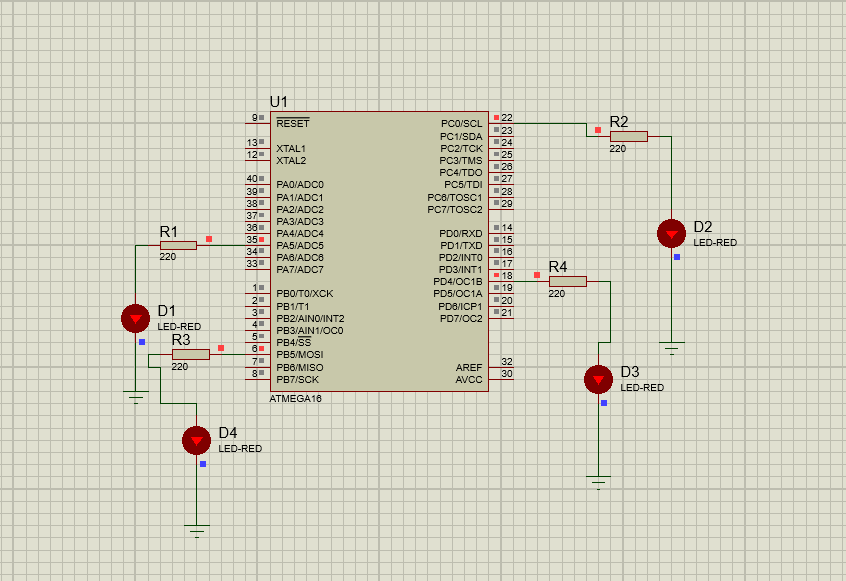 U1
9 RESET PC0/SCL 22
PC1/SDA 23
13 XTAL1 PC2/TCK 24
12 XTAL2 PC3/TMS 25
PC4/TDO 26
40 PA0/ADC0 PC5/TDI 27
39 PA1/ADC1 PC6/TOSC1 28
38 PA2/ADC2 PC7/TOSC2 29
37 PA3/ADC3
36 PA4/ADC4 PD0/RXD 14
35 PA5/ADC5 PD1/TXD 15
34 PA6/ADC6 PD2/INT0 16
33 PA7/ADC7 PD3/INT1 17
PD4/OC1B 18
1 PB0/T0/XCK PD5/OC1A 19
2 PB1/T1 PD6/ICP1 20
3 PB2/AIN0/INT2 PD7/OC2 21
4 PB3/AIN1/OC0
5 PB4/SS
6 PB5/MOSI
7 PB6/MISO AREF 32
8 PB7/SCK AVCC 30
ATMEGA16
R2
220
D2
LED-RED
R1
220
D1
LED-RED
R4
220
D3
LED-RED
R3
220
D4
LED-RED